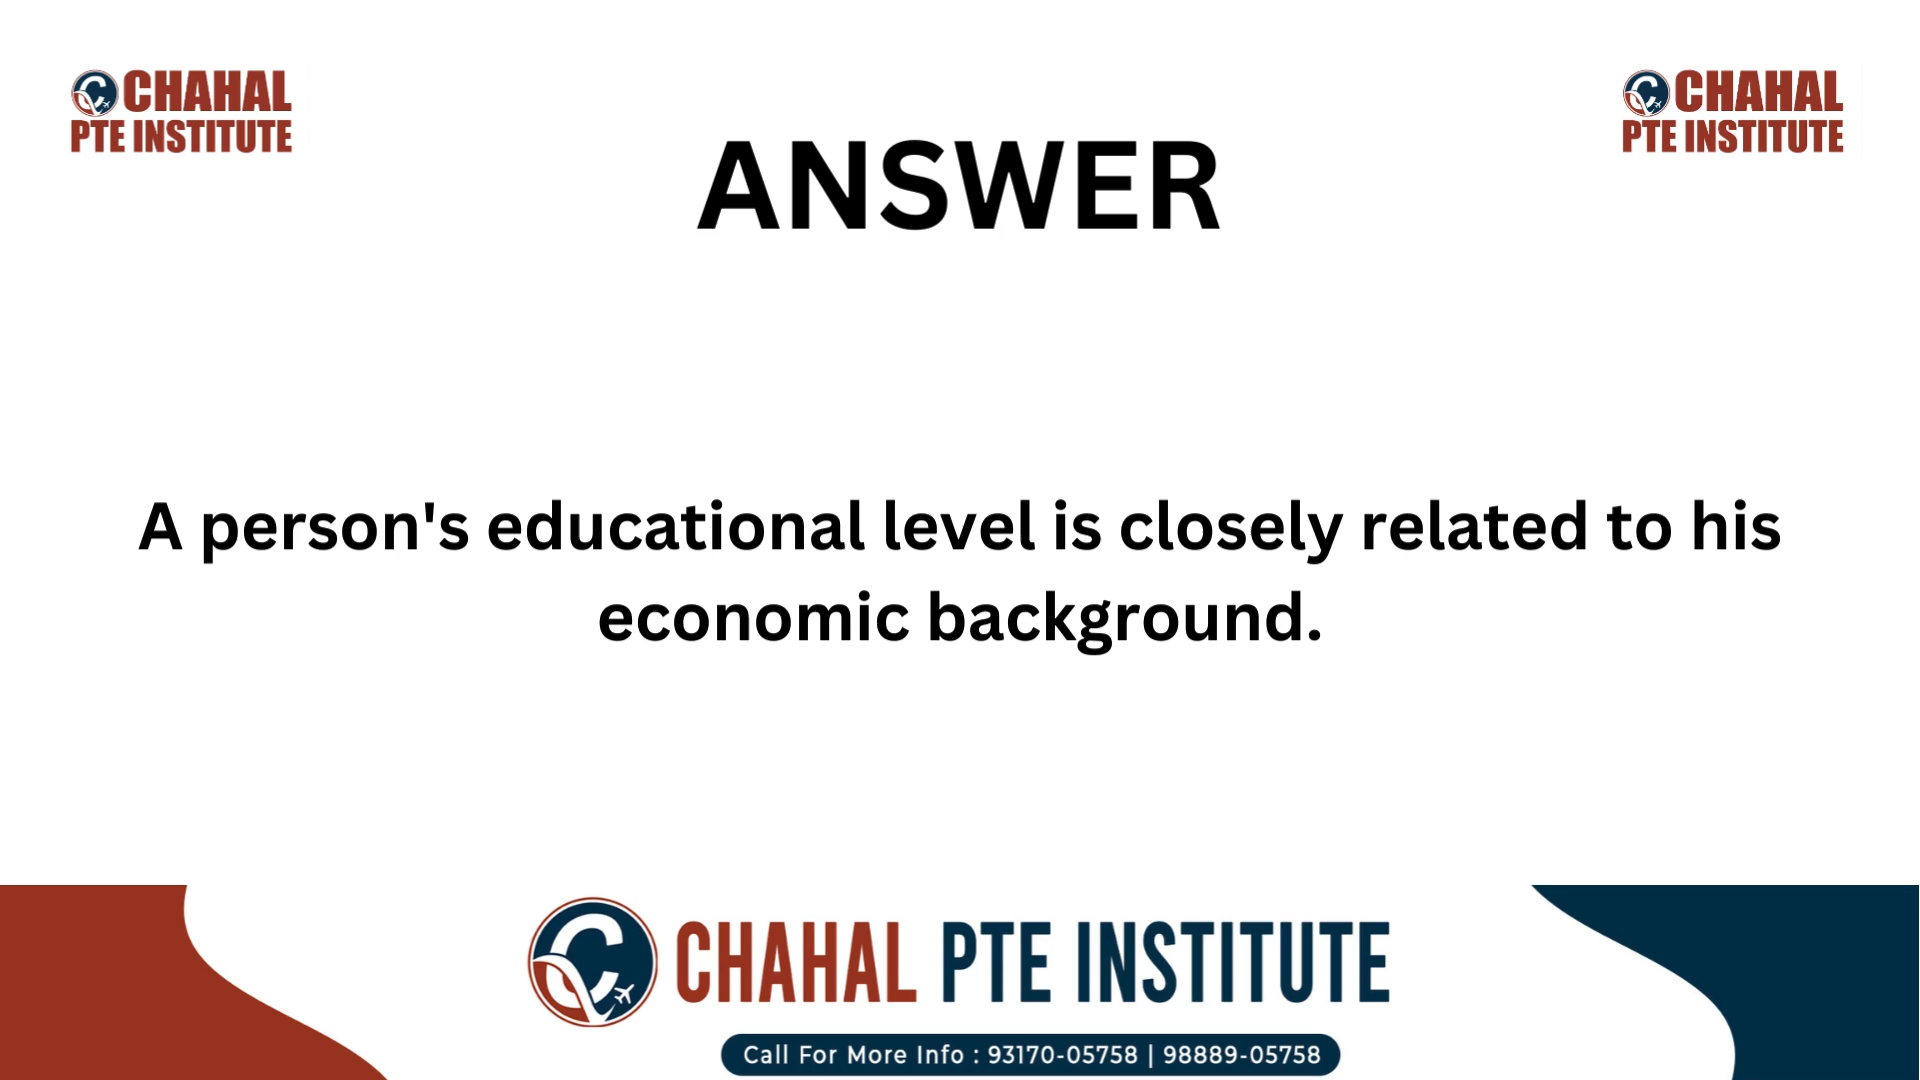 CHAHAL
PTE INSTITUTE
CHAHAL
PTE INSTITUTE
ANSWER
A person's educational level is closely related to his
economic background.
CHAHAL PTE INSTITUTE
Call For More Info : 93170-05758 | 98889-05758